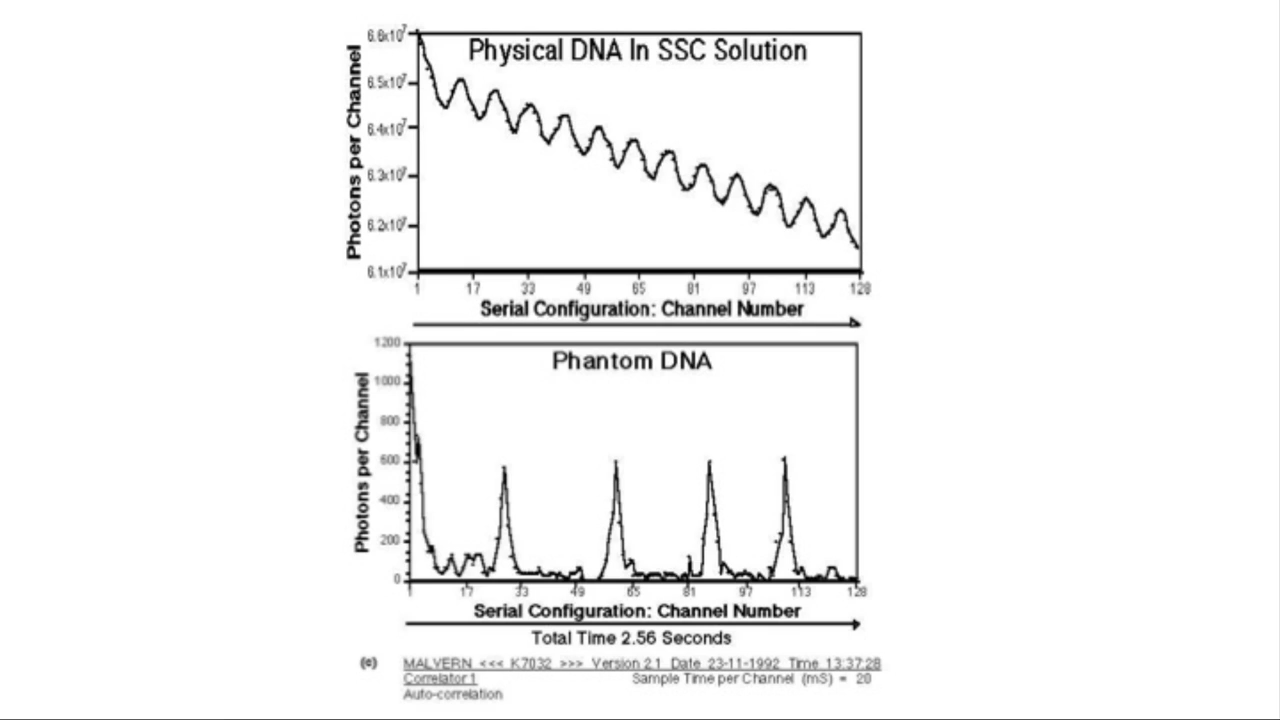 6.6x10⁷
Physical DNA In SSC Solution
6.5x10⁷
6.4x10⁷
6.3x10⁷
6.2x10⁷
6.1x10⁷
Photons per Channel
1 17 33 49 65 81 97 113 128
Serial Configuration: Channel Number
1200
Phantom DNA
1000
800
600
400
200
0
Photons per Channel
1 17 33 49 65 81 97 113 128
Serial Configuration: Channel Number
Total Time 2.56 Seconds
(c) MALVERN <<< K7032 >>> Version 2.1 Date 23-11-1992 Time 13:37:28
Correlator 1 Sample Time per Channel (mS) = 20
Auto-correlation